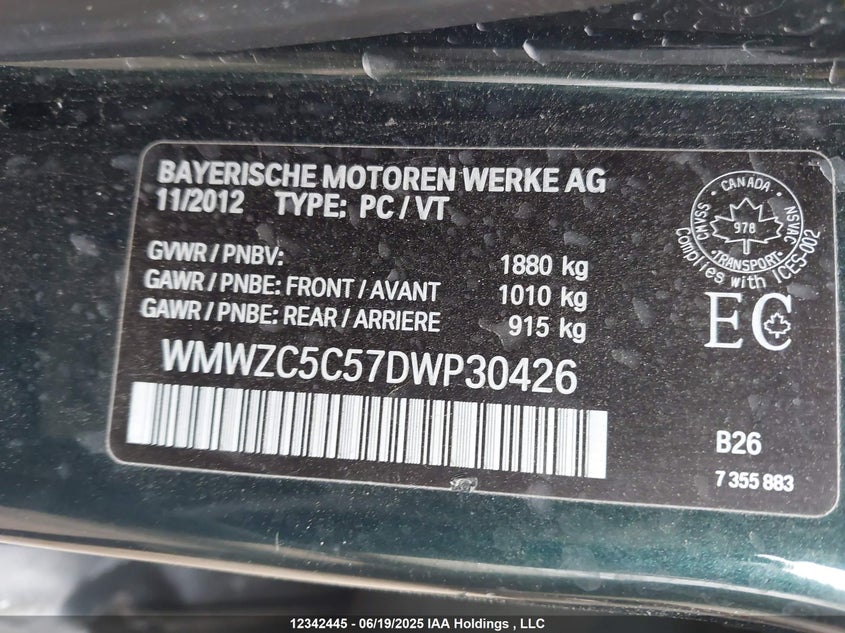 BAYERISCHE MOTOREN WERKE AG
11/2012 TYPE: PC / VT
GVWR / PNBV: 1880 kg
GAWR / PNBE: FRONT / AVANT 1010 kg
GAWR / PNBE: REAR / ARRIERE 915 kg
WMWZC5C57DWP30426
CANADA
CMVSS
NSVAC
978
TRANSPORT
Complies with ICES-002
EC
B26
7 355 883
12342445 - 06/19/2025 IAA Holdings , LLC